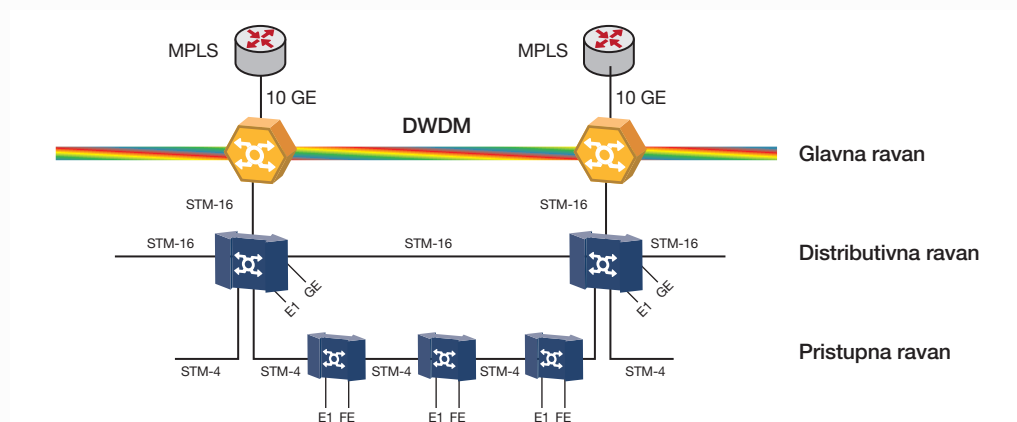 MPLS
MPLS
10 GE
10 GE
DWDM
Glavna ravan
STM-16
STM-16
STM-16
STM-16
STM-16
Distributivna ravan
GE
E1
GE
E1
Pristupna ravan
STM-4
STM-4
STM-4
STM-4
STM-4
E1 FE
E1 FE
E1 FE